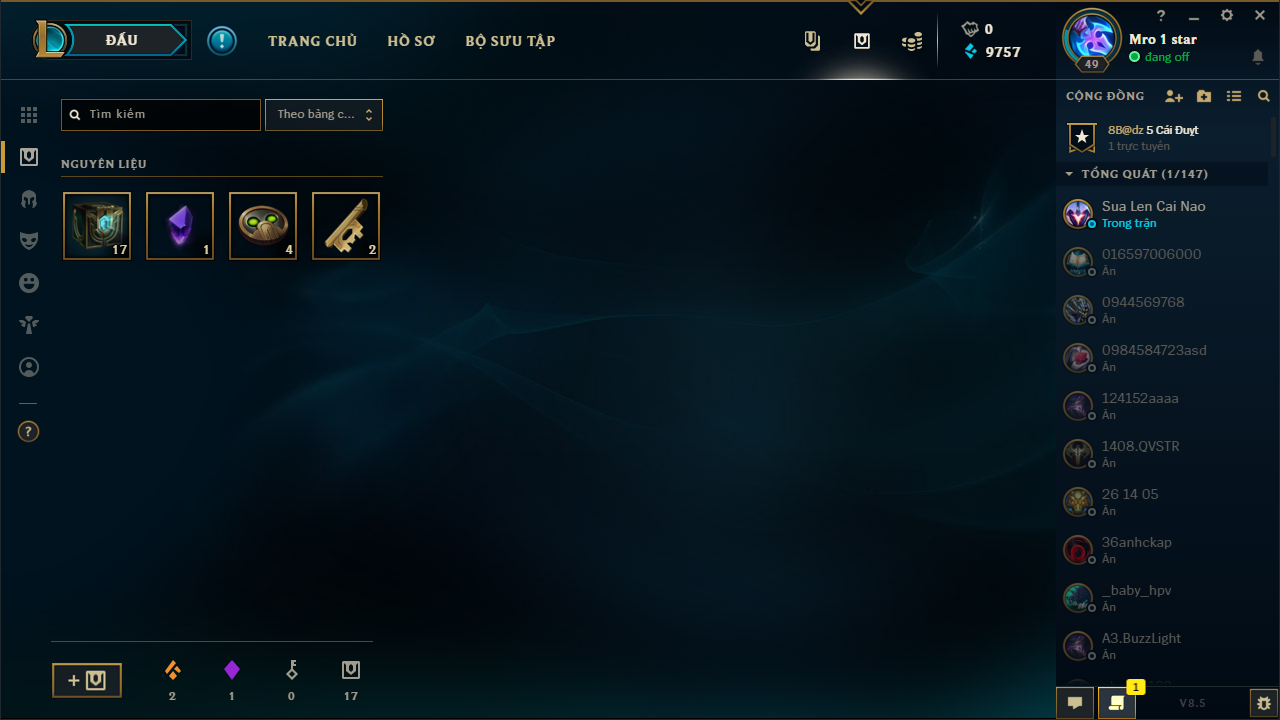 ĐẤU
!
TRANG CHỦ
HỒ SƠ
BỘ SƯU TẬP
0
9757
?
49
Mro 1 star
đang off
Tìm kiếm
Theo bảng c...
NGUYÊN LIỆU
17
1
4
2
?
2
1
0
17
CỘNG ĐỒNG
8B@dz 5 Cái Đuýt
1 trực tuyến
TỔNG QUÁT (1/147)
Sua Len Cai Nao
Trong trận
016597006000
Ẩn
0944569768
Ẩn
0984584723asd
Ẩn
124152aaaa
Ẩn
1408.QVSTR
Ẩn
26 14 05
Ẩn
36anhckap
Ẩn
_baby_hpv
Ẩn
A3.BuzzLight
Ẩn
1
V8.5